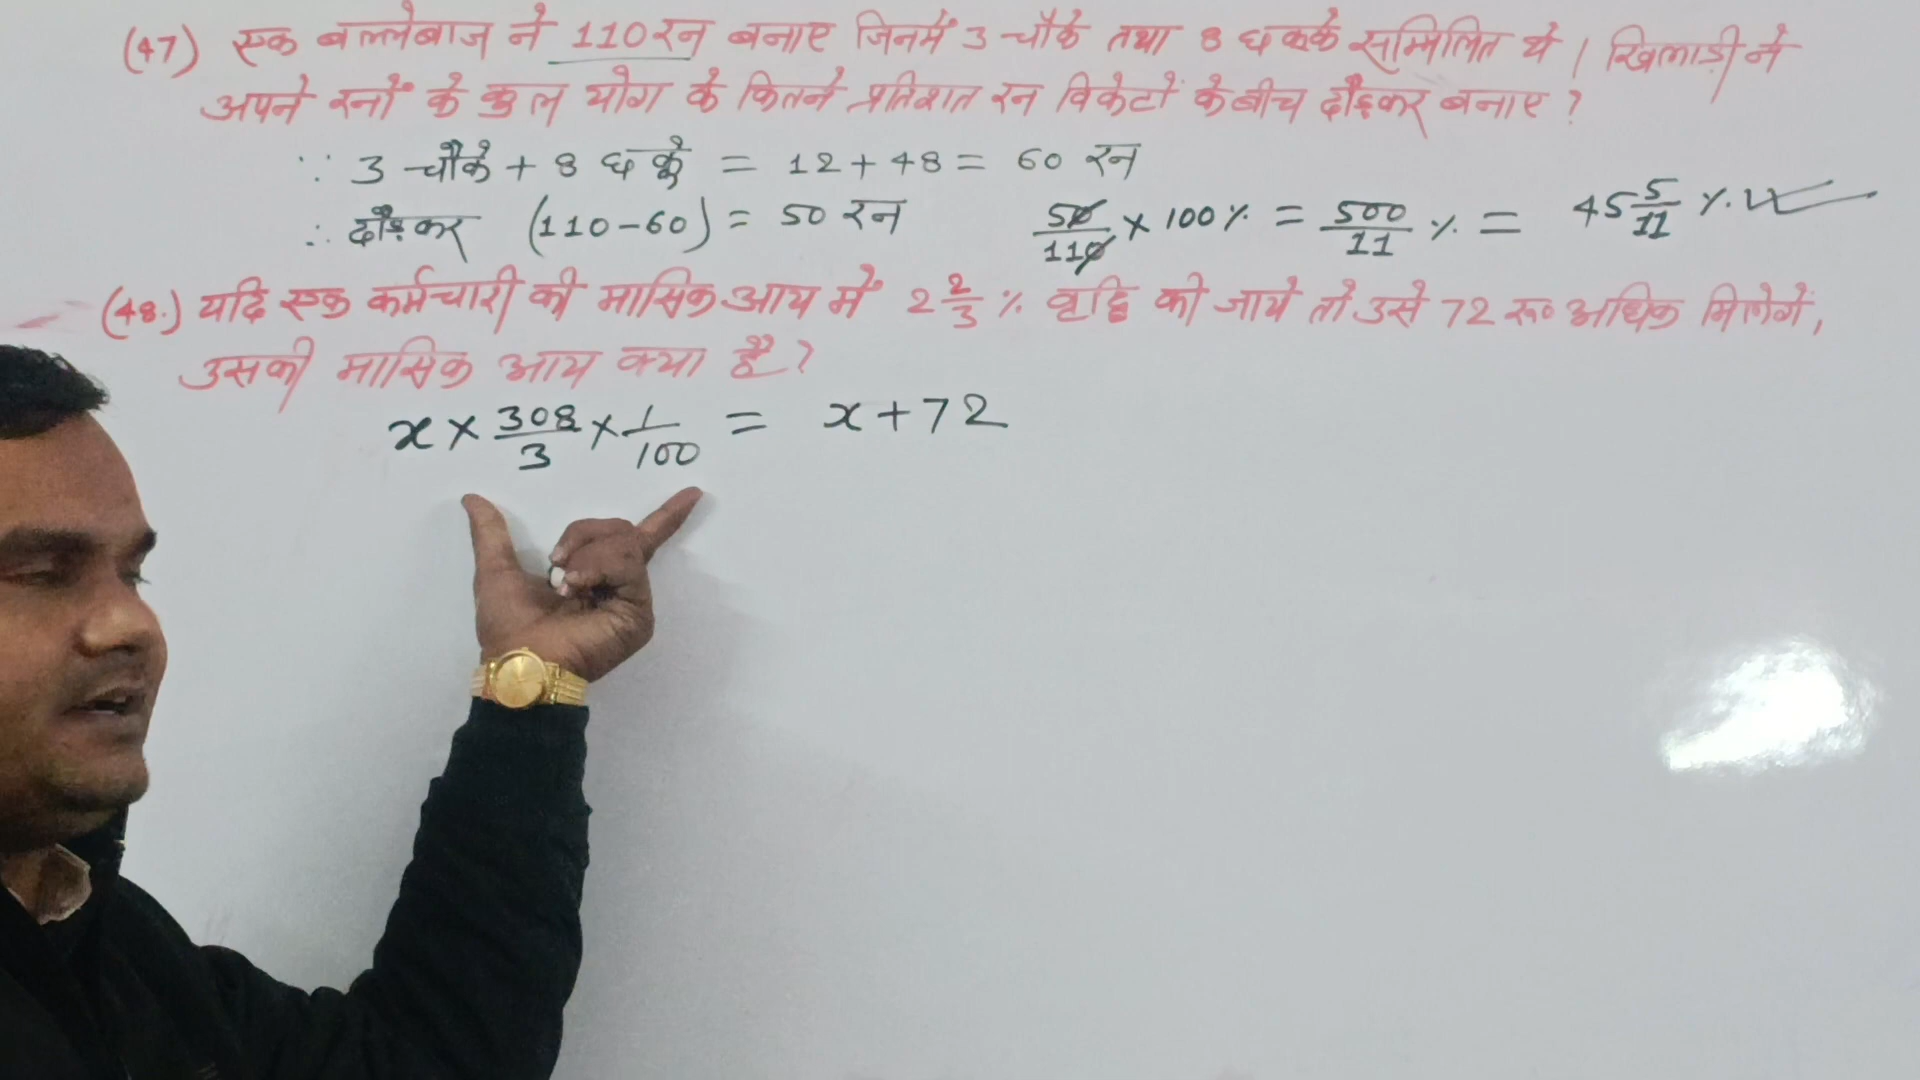 (47) एक बल्लेबाज ने 110 रन बनाए जिनमें 3 चौके तथा 8 छक्के सम्मिलित थे। खिलाड़ी ने
अपने रनों के कुल योग के कितने प्रतिशत रन विकेटों के बीच दौड़कर बनाए ?
∵ 3 चौके + 8 छक्के = 12 + 48 = 60 रन
∴ दौड़कर (110-60) = 50 रन 50/110 × 100% = 500/11 % = 45 5/11 %
(48.) यदि एक कर्मचारी की मासिक आय में 2 2/3 % वृद्धि की जाये तो उसे 72 रू० अधिक मिलेगें,
उसकी मासिक आय क्या है ?
x × 308/3 × 1/100 = x + 72